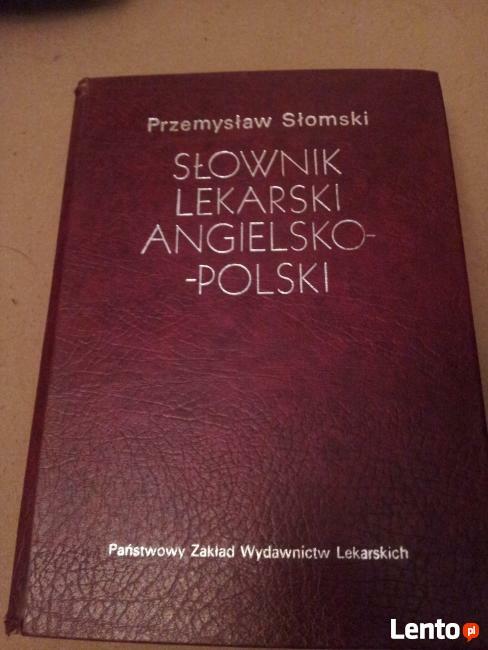 Przemysław Słomski
SŁOWNIK
LEKARSKI
ANGIELSKO-
-POLSKI
Państwowy Zakład Wydawnictw Lekarskich
Lento pl